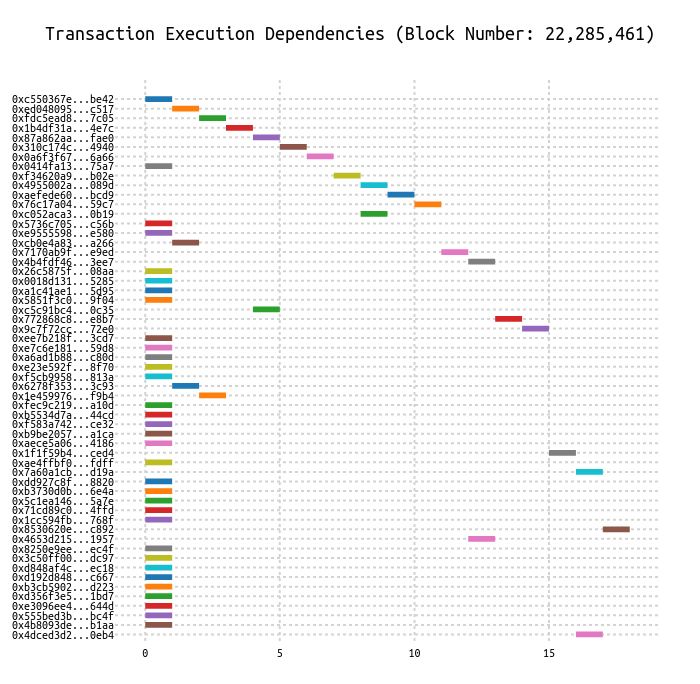 Transaction Execution Dependencies (Block Number: 22,285,461)
0xc550367e...be42
0xed048095...c517
0xfdc5ead8...7c05
0x1b4df31a...4e7c
0x87a862aa...fae0
0x310c174c...4940
0x0a6f3f67...6a66
0x0414fa13...75a7
0xf34620a9...b02e
0x4955002a...089d
0xaefede60...bcd9
0x76c17a04...59c7
0xc052aca3...0b19
0x5736c705...c56b
0xe9555598...e580
0xcb0e4a83...a266
0x7170ab9f...e9ed
0x4b4fdf46...3ee7
0x26c5875f...08aa
0x0018d131...5285
0xa1c41ae1...5d95
0x5851f3c0...9f04
0xc5c91bc4...0c35
0x772868c8...e8b7
0x9c7f72cc...72e0
0xee7b218f...3cd7
0xe7c6e181...59d8
0xa6ad1b88...c80d
0xe23e592f...8f70
0xf5cb9958...813a
0x6278f353...3c93
0x1e459976...f9b4
0xfec9c219...a10d
0xb5534d7a...44cd
0xf583a742...ce32
0xb9be2057...a1ca
0xaece5a06...4186
0x1f1f59b4...ced4
0xae4ffbf0...fdff
0x7a60a1cb...d19a
0xdd927c8f...8820
0xb3730d0b...6e4a
0x5c1ea146...5a7e
0x71cd89c0...4ffd
0x1cc594fb...768f
0x8530620e...c892
0x4653d215...1957
0x8250e9ee...ec4f
0x3c50ff00...dc97
0xd848af4c...ec18
0xd192d848...c667
0xb3cb5902...d223
0xd356f3e5...1bd7
0xe3096ee4...644d
0x555bed3b...bc4f
0x4b8093de...b1aa
0x4dced3d2...0eb4
0 5 10 15